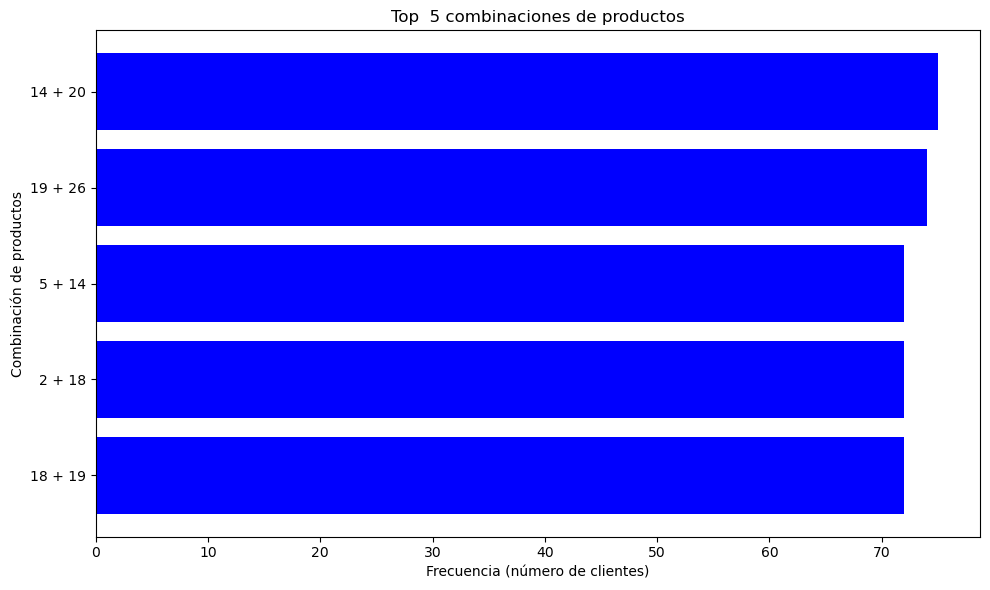 Top  5 combinaciones de productos
Combinación de productos
14 + 20
19 + 26
5 + 14
2 + 18
18 + 19
0 10 20 30 40 50 60 70
Frecuencia (número de clientes)